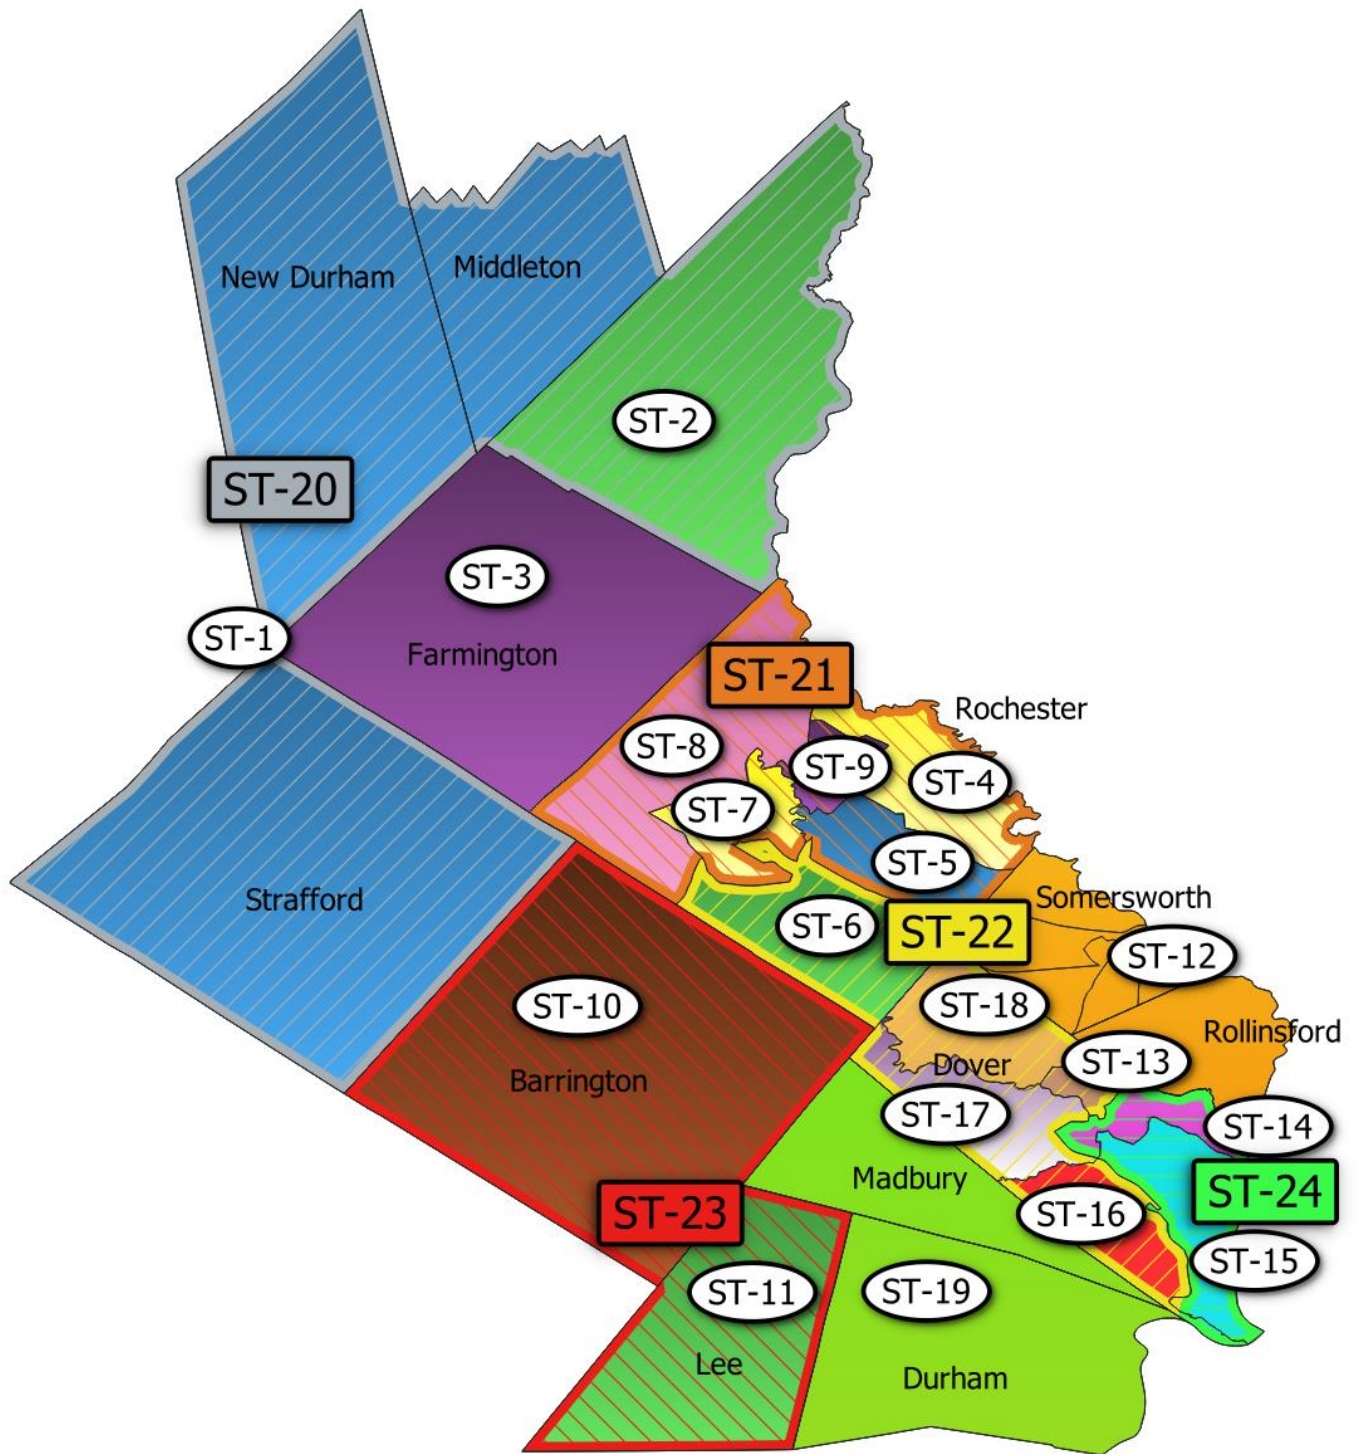 New Durham
Middleton
ST-2
ST-20
ST-3
ST-1
Farmington
ST-21
Rochester
ST-8
ST-9
ST-4
ST-7
ST-5
Strafford
Somersworth
ST-6
ST-22
ST-12
ST-10
ST-18
Rollinsford
Dover
ST-13
Barrington
ST-17
ST-14
Madbury
ST-24
ST-23
ST-16
ST-15
ST-11
ST-19
Lee
Durham